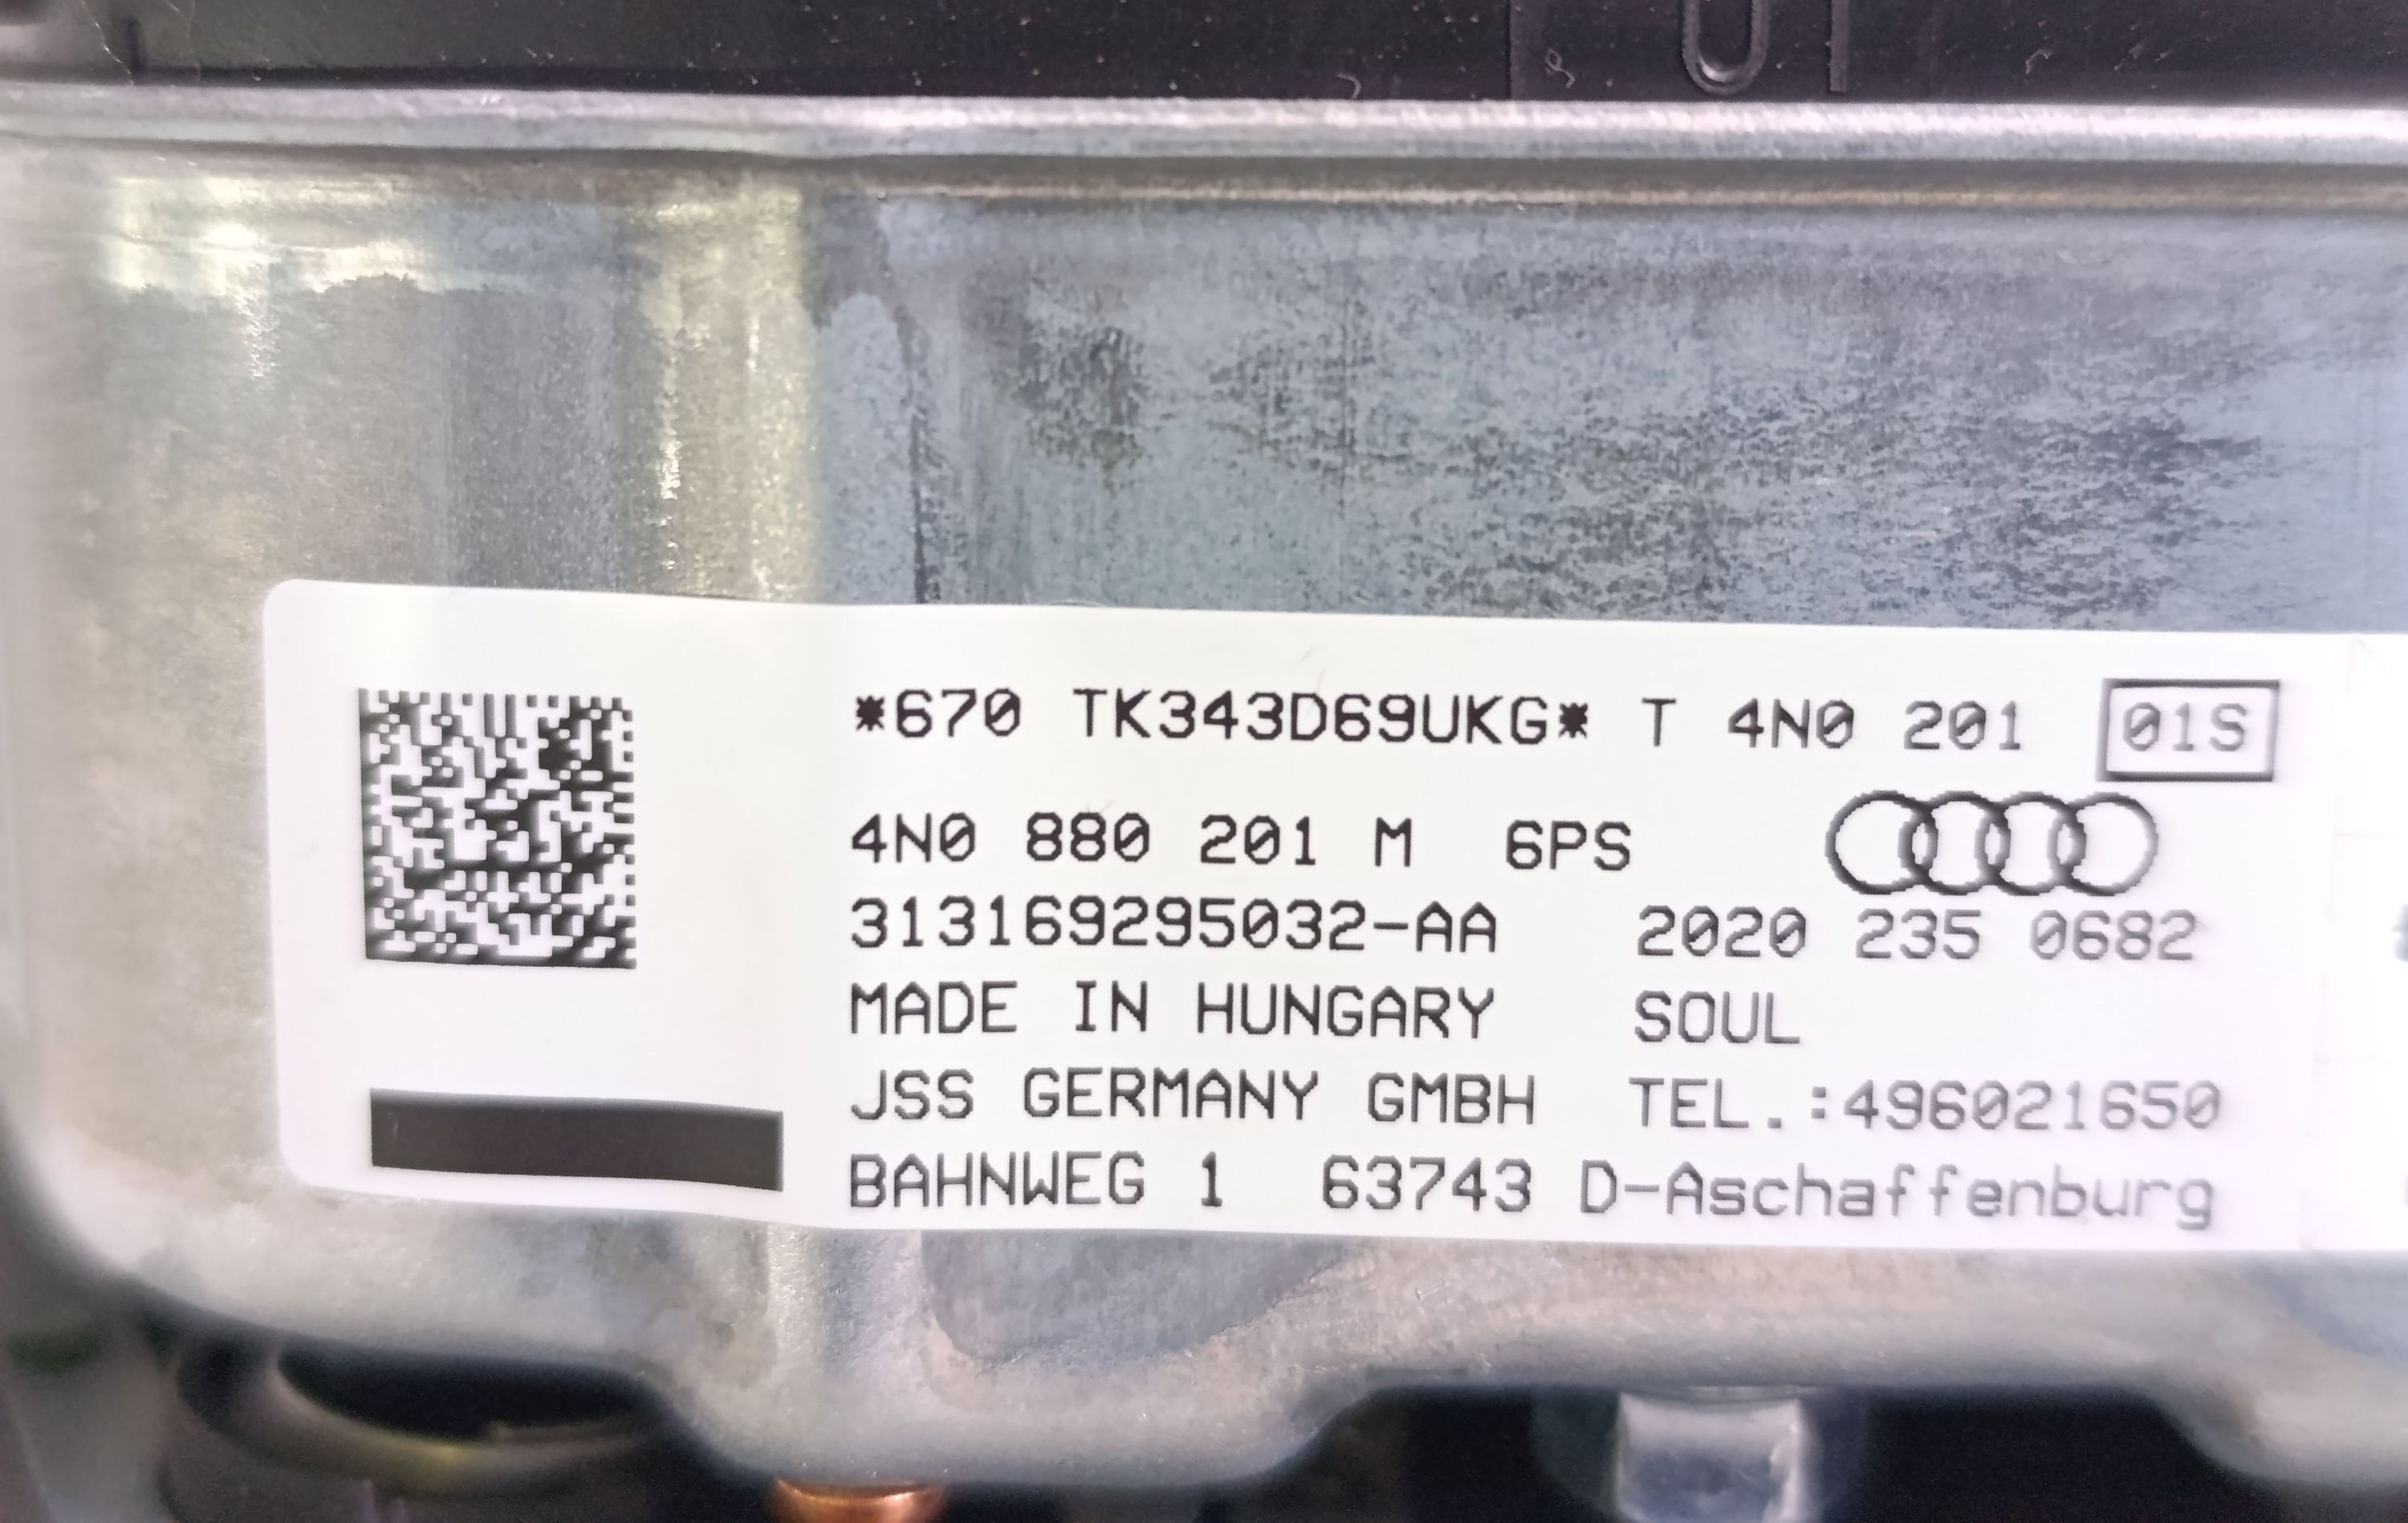 *670 TK343D69UKG* T 4N0 201 01S
4N0 880 201 M 6PS
313169295032-AA 2020 235 0682
MADE IN HUNGARY SOUL
JSS GERMANY GMBH TEL.:496021650
BAHNWEG 1 63743 D-Aschaffenburg